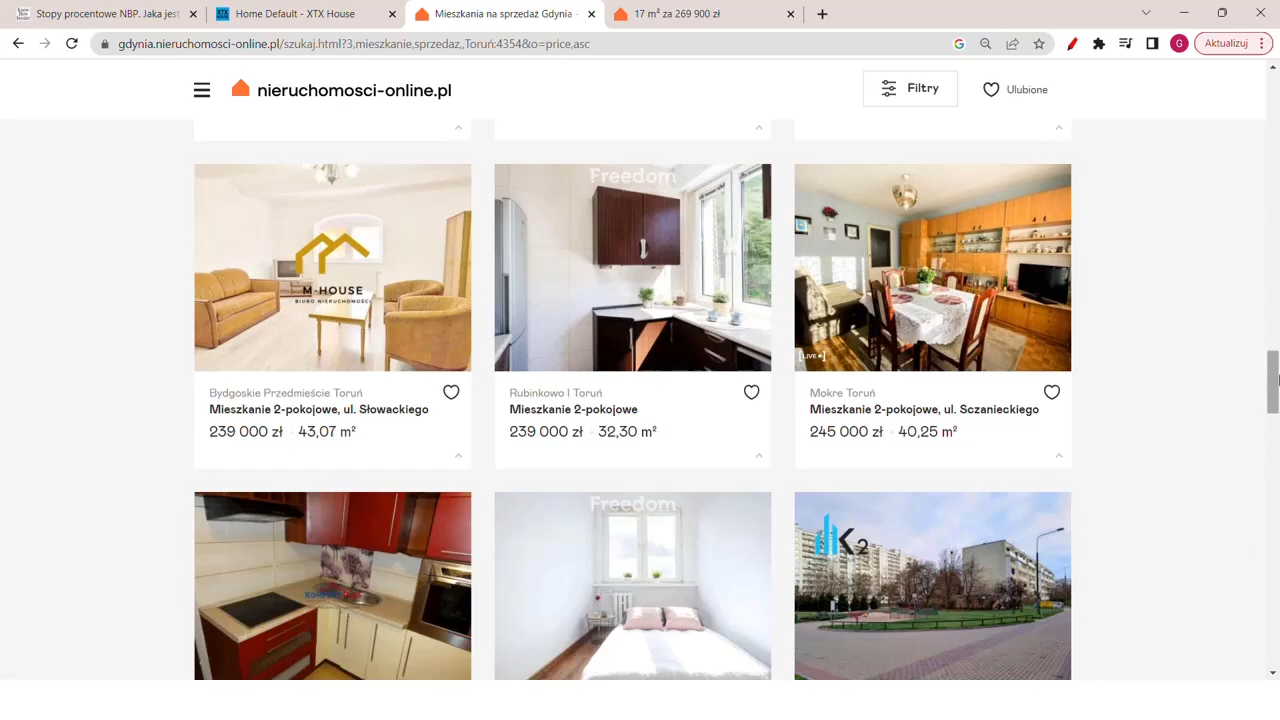 Stopy procentowe NBP. Jaka jest
Home Default - XTX House
Mieszkania na sprzedaż Gdynia -
17 m² za 269 900 zł
gdynia.nieruchomosci-online.pl/szukaj.html?3,mieszkanie,sprzedaz,,Toruń:4354&o=price,asc
G
Aktualizuj
nieruchomosci-online.pl
Filtry
Ulubione
M-HOUSE
BIURO NIERUCHOMOŚCI
Freedom
[LIVE●]
Bydgoskie Przedmieście Toruń
Mieszkanie 2-pokojowe, ul. Słowackiego
239 000 zł · 43,07 m²
Rubinkowo I Toruń
Mieszkanie 2-pokojowe
239 000 zł · 32,30 m²
Mokre Toruń
Mieszkanie 2-pokojowe, ul. Sczanieckiego
245 000 zł · 40,25 m²
Freedom
K2